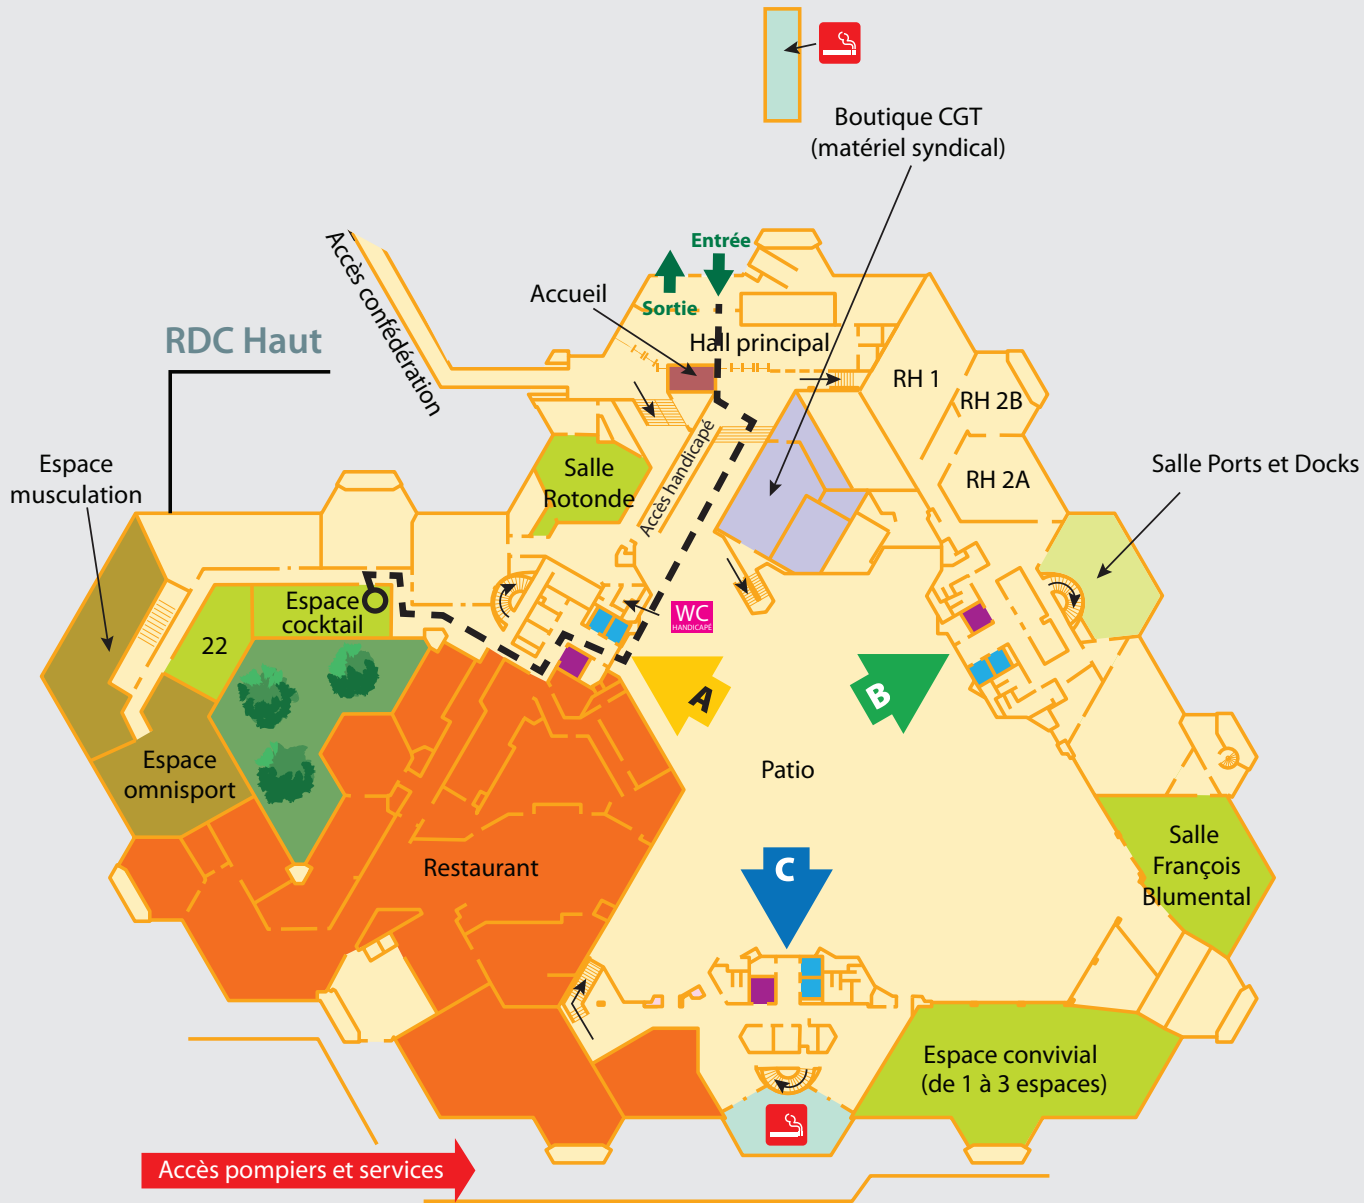 Boutique CGT
(matériel syndical)
Entrée
Sortie
Accès confédération
Accueil
Hall principal
RDC Haut
RH 1
RH 2B
RH 2A
Salle Ports et Docks
Espace
musculation
Salle
Rotonde
Accès handicapé
Espace
cocktail
22
WC
HANDICAPÉ
A
B
Patio
Espace
omnisport
Restaurant
C
Salle
François
Blumental
Espace convivial
(de 1 à 3 espaces)
Accès pompiers et services